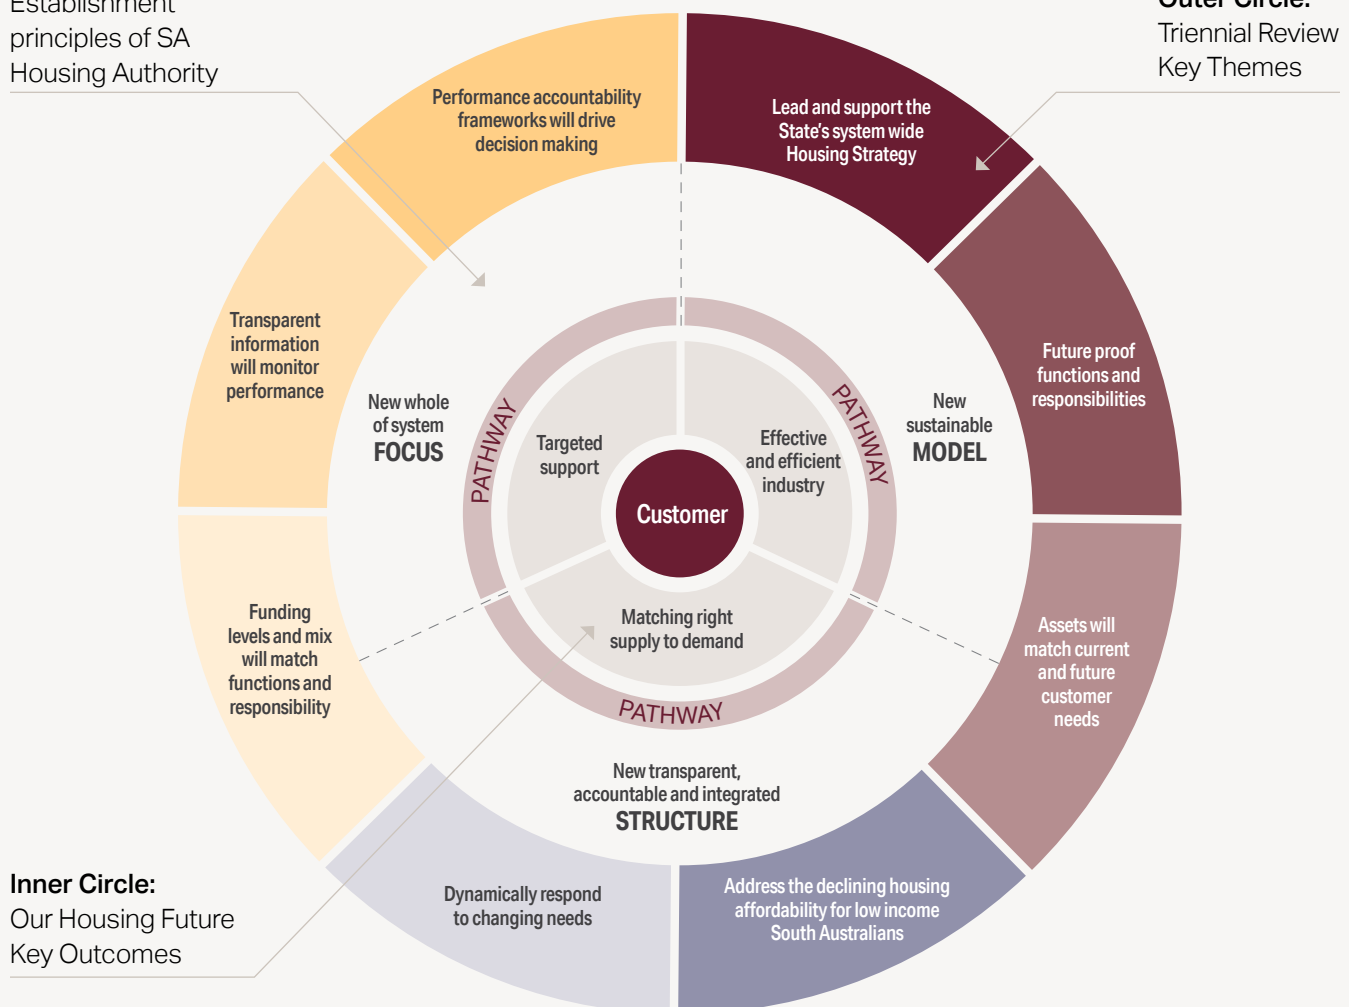 Establishment
principles of SA
Housing Authority
Outer Circle:
Triennial Review
Key Themes
Performance accountability
frameworks will drive
decision making
Lead and support the
State's system wide
Housing Strategy
Transparent
information
will monitor
performance
Future proof
functions and
responsibilities
New whole
of system
FOCUS
PATHWAY
Targeted
support
Effective
and efficient
industry
PATHWAY
New
sustainable
MODEL
Customer
Funding
levels and mix
will match
functions and
responsibility
Matching right
supply to demand
Assets will
match current
and future
customer
needs
PATHWAY
New transparent,
accountable and integrated
STRUCTURE
Inner Circle:
Our Housing Future
Key Outcomes
Dynamically respond
to changing needs
Address the declining housing
affordability for low income
South Australians